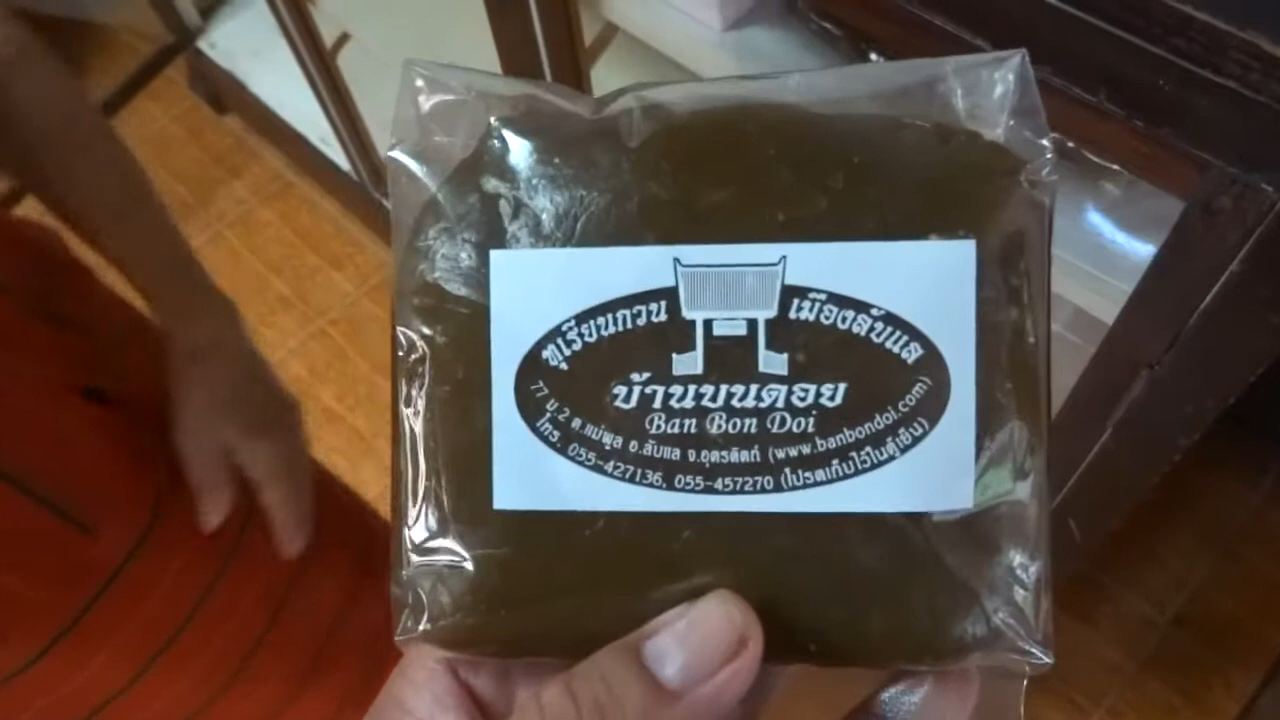 ทุเรียนกวน เมืองลับแล
บ้านบนดอย
Ban Bon Doi
77 ม.2 ต.แม่พูล อ.ลับแล จ.อุตรดิตถ์ (www.banbondoi.com)
โทร. 055-427136, 055-457270 (โปรดเก็บไว้ในตู้เย็น)